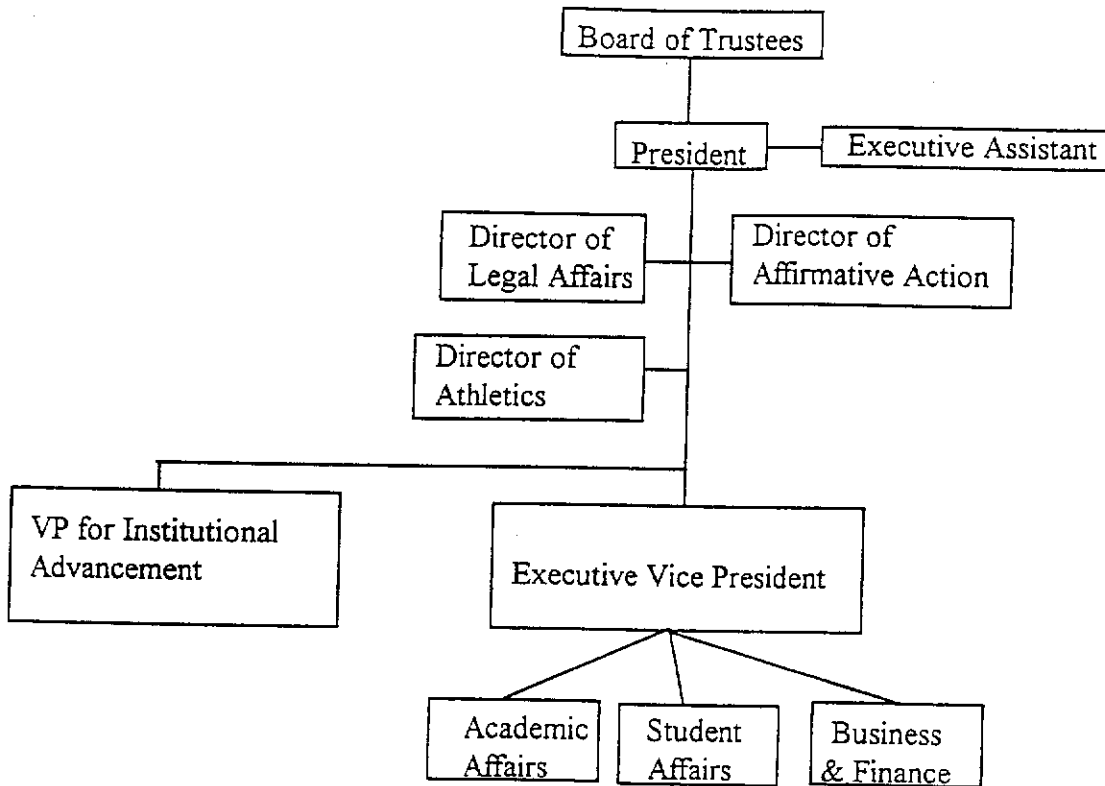 Board of Trustees
President
Executive Assistant
Director of
Legal Affairs
Director of
Affirmative Action
Director of
Athletics
VP for Institutional
Advancement
Executive Vice President
Academic
Affairs
Student
Affairs
Business
& Finance